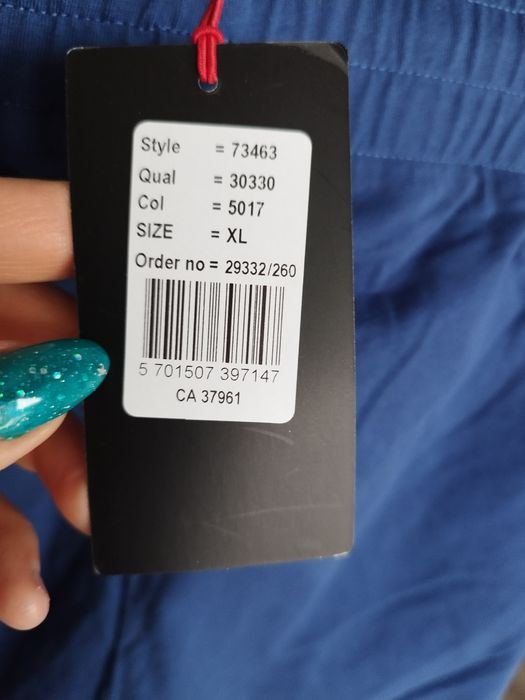 Style = 73463
Qual = 30330
Col = 5017
SIZE = XL
Order no = 29332/260
5 701507 397147
CA 37961